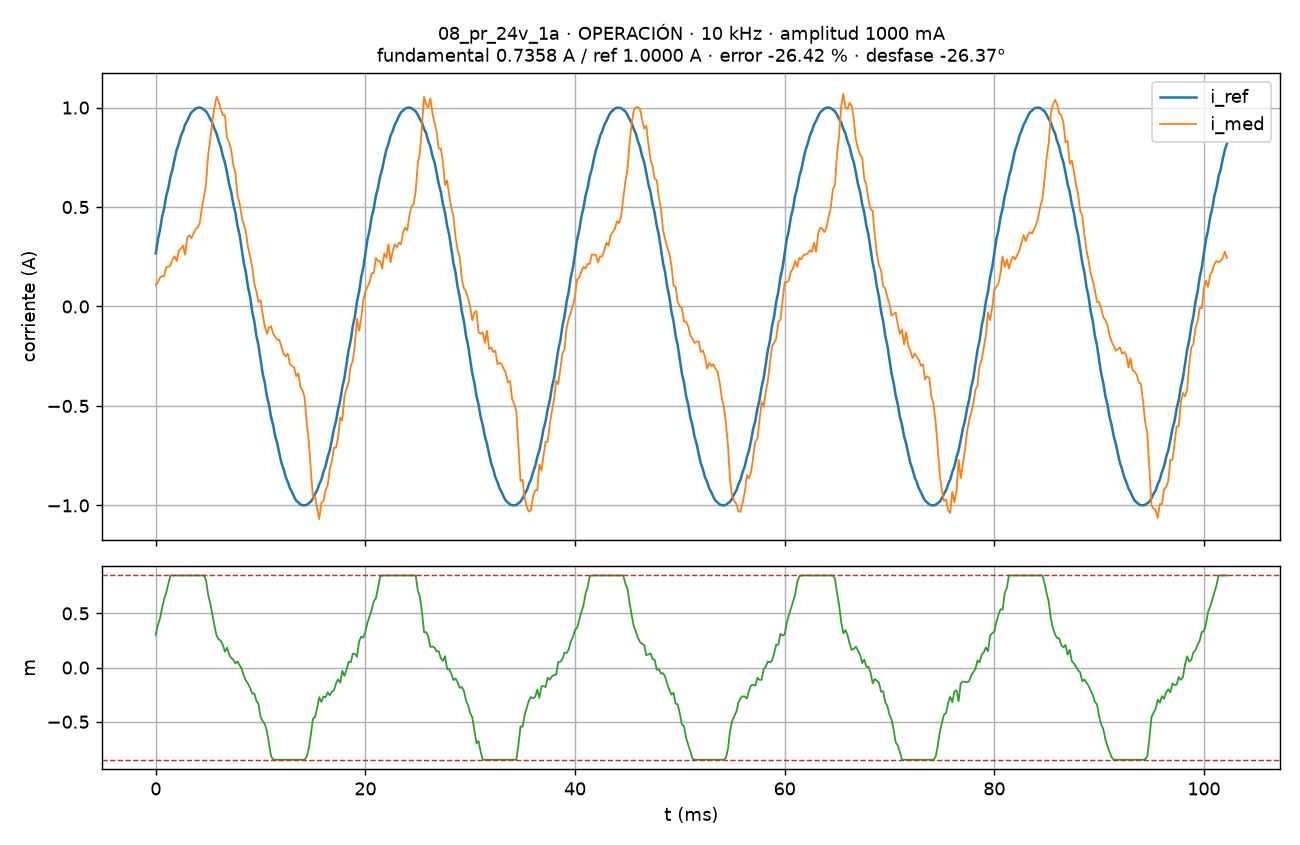 08_pr_24v_1a · OPERACIÓN · 10 kHz · amplitud 1000 mA
fundamental 0.7358 A / ref 1.0000 A · error -26.42 % · desfase -26.37°
i_ref
i_med
corriente (A)
1.0
0.5
0.0
−0.5
−1.0
m
0.5
0.0
−0.5
0
20
40
60
80
100
t (ms)